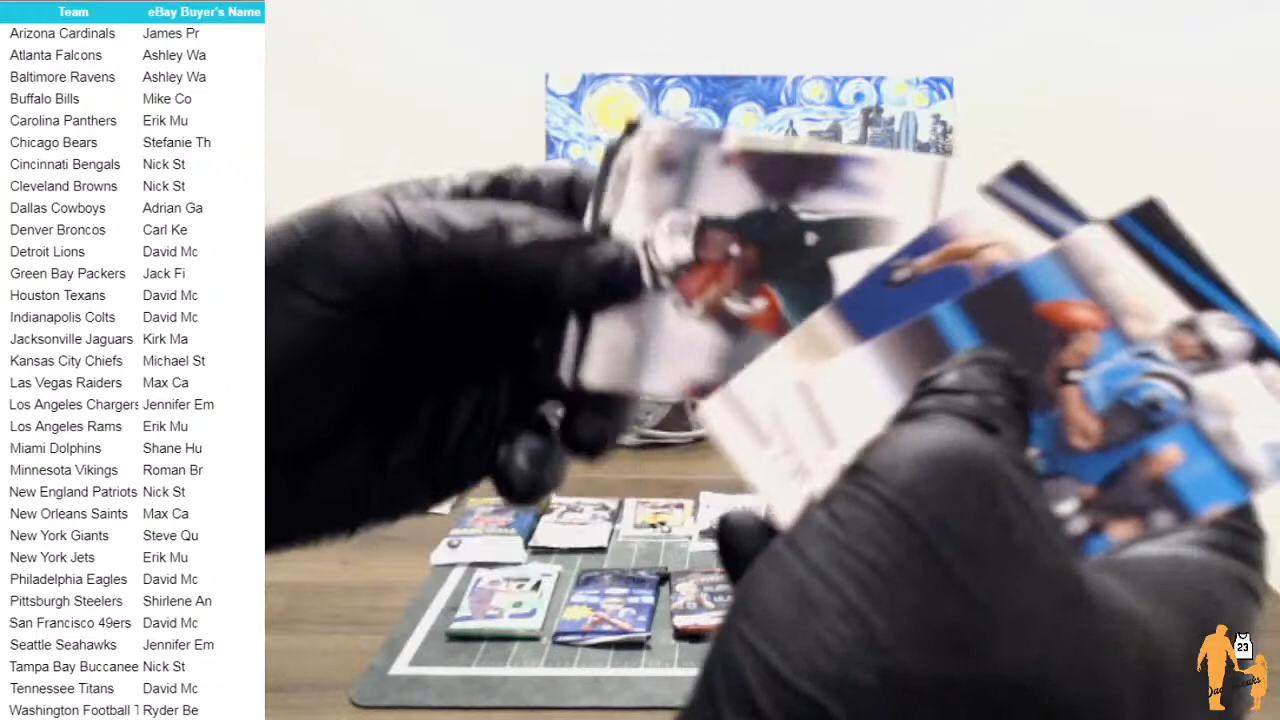 Team eBay Buyer's Name
Arizona Cardinals James Pr
Atlanta Falcons Ashley Wa
Baltimore Ravens Ashley Wa
Buffalo Bills Mike Co
Carolina Panthers Erik Mu
Chicago Bears Stefanie Th
Cincinnati Bengals Nick St
Cleveland Browns Nick St
Dallas Cowboys Adrian Ga
Denver Broncos Carl Ke
Detroit Lions David Mc
Green Bay Packers Jack Fi
Houston Texans David Mc
Indianapolis Colts David Mc
Jacksonville Jaguars Kirk Ma
Kansas City Chiefs Michael St
Las Vegas Raiders Max Ca
Los Angeles Chargers Jennifer Em
Los Angeles Rams Erik Mu
Miami Dolphins Shane Hu
Minnesota Vikings Roman Br
New England Patriots Nick St
New Orleans Saints Max Ca
New York Giants Steve Qu
New York Jets Erik Mu
Philadelphia Eagles David Mc
Pittsburgh Steelers Shirlene An
San Francisco 49ers David Mc
Seattle Seahawks Jennifer Em
Tampa Bay Buccanee Nick St
Tennessee Titans David Mc
Washington Football Ryder Be
23